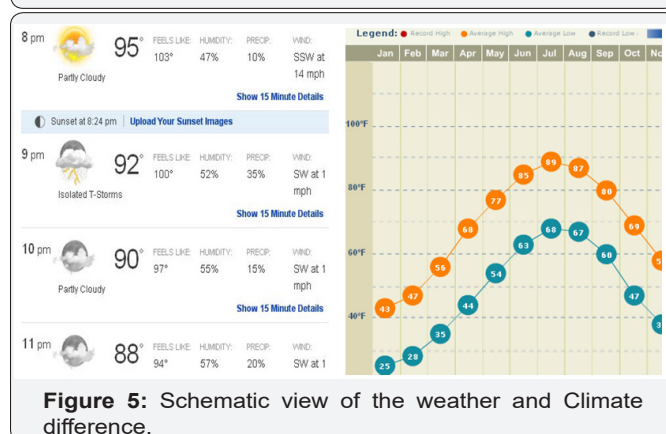 8 pm
95°
FEELS LIKE: HUMIDITY: PRECIP: WIND:
103° 47% 10% SSW at
14 mph
Partly Cloudy
Show 15 Minute Details
Sunset at 8:24 pm | Upload Your Sunset Images
9 pm
92°
FEELS LIKE: HUMIDITY: PRECIP: WIND:
100° 52% 35% SW at 1
mph
Isolated T-Storms
Show 15 Minute Details
10 pm
90°
FEELS LIKE: HUMIDITY: PRECIP: WIND:
97° 55% 15% SW at 1
mph
Partly Cloudy
Show 15 Minute Details
11 pm
88°
FEELS LIKE: HUMIDITY: PRECIP: WIND:
94° 57% 20% SW at 1
Legend: Record High Average High Average Low Record Low
Jan Feb Mar Apr May Jun Jul Aug Sep Oct
100°F
80°F
60°F
40°F
43 47 56 68 77 85 89 87 80 69
25 28 35 44 54 63 68 67 60 47
Figure 5: Schematic view of the weather and Climate
difference.